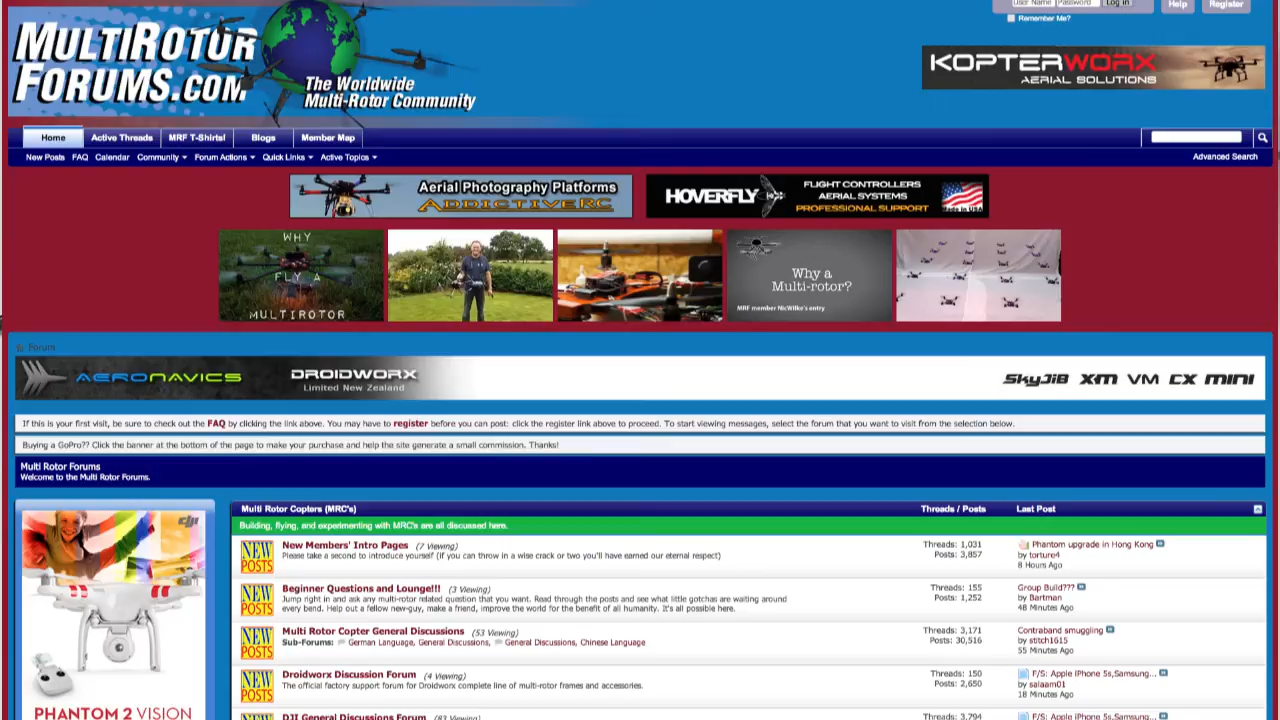 User Name Password Log in Help Register
Remember Me?
MULTIROTOR
FORUMS.COM
The Worldwide
Multi-Rotor Community
KOPTERWORX
AERIAL SOLUTIONS
Home Active Threads MRF T-Shirts! Blogs Member Map
New Posts FAQ Calendar Community Forum Actions Quick Links Active Topics Advanced Search
Aerial Photography Platforms
ADDICTIVERC
HOVERFLY
FLIGHT CONTROLLERS
AERIAL SYSTEMS
PROFESSIONAL SUPPORT
Made in USA
WHY
FLY A
MULTIROTOR
Why a
Multi-rotor?
MRF member NicWilke's entry
Forum
AERONAVICS
DROIDWORX
Limited New Zealand
SKYJIB XM VM CX MINI
If this is your first visit, be sure to check out the FAQ by clicking the link above. You may have to register before you can post: click the register link above to proceed. To start viewing messages, select the forum that you want to visit from the selection below.
Buying a GoPro?? Click the banner at the bottom of the page to make your purchase and help the site generate a small commission. Thanks!
Multi Rotor Forums
Welcome to the Multi Rotor Forums.
dji
PHANTOM 2 VISION
Multi Rotor Copters (MRC's) Threads / Posts Last Post
Building, flying, and experimenting with MRC's are all discussed here.
NEW POSTS
New Members' Intro Pages (7 Viewing)
Please take a second to introduce yourself (if you can throw in a wise crack or two you'll have earned our eternal respect)
Threads: 1,031
Posts: 3,857
Phantom upgrade in Hong Kong
by torture4
8 Hours Ago
NEW POSTS
Beginner Questions and Lounge!!! (3 Viewing)
Jump right in and ask any multi-rotor related question that you want. Read through the posts and see what little gotchas are waiting around
every bend. Help out a fellow new-guy, make a friend, improve the world for the benefit of all humanity. It's all possible here.
Threads: 155
Posts: 1,252
Group Build???
by Bartman
48 Minutes Ago
NEW POSTS
Multi Rotor Copter General Discussions (53 Viewing)
Sub-Forums: German Language, General Discussions, General Discussions, Chinese Language
Threads: 3,171
Posts: 30,516
Contraband smuggling
by stitch1615
55 Minutes Ago
NEW POSTS
Droidworx Discussion Forum (4 Viewing)
The official factory support forum for Droidworx complete line of multi-rotor frames and accessories.
Threads: 150
Posts: 2,650
F/S: Apple iPhone 5s,Samsung...
by salaam01
18 Minutes Ago
NEW
DJI General Discussions Forum (83 Viewing)
Threads: 3,794
F/S: Apple iPhone 5s,Samsung...